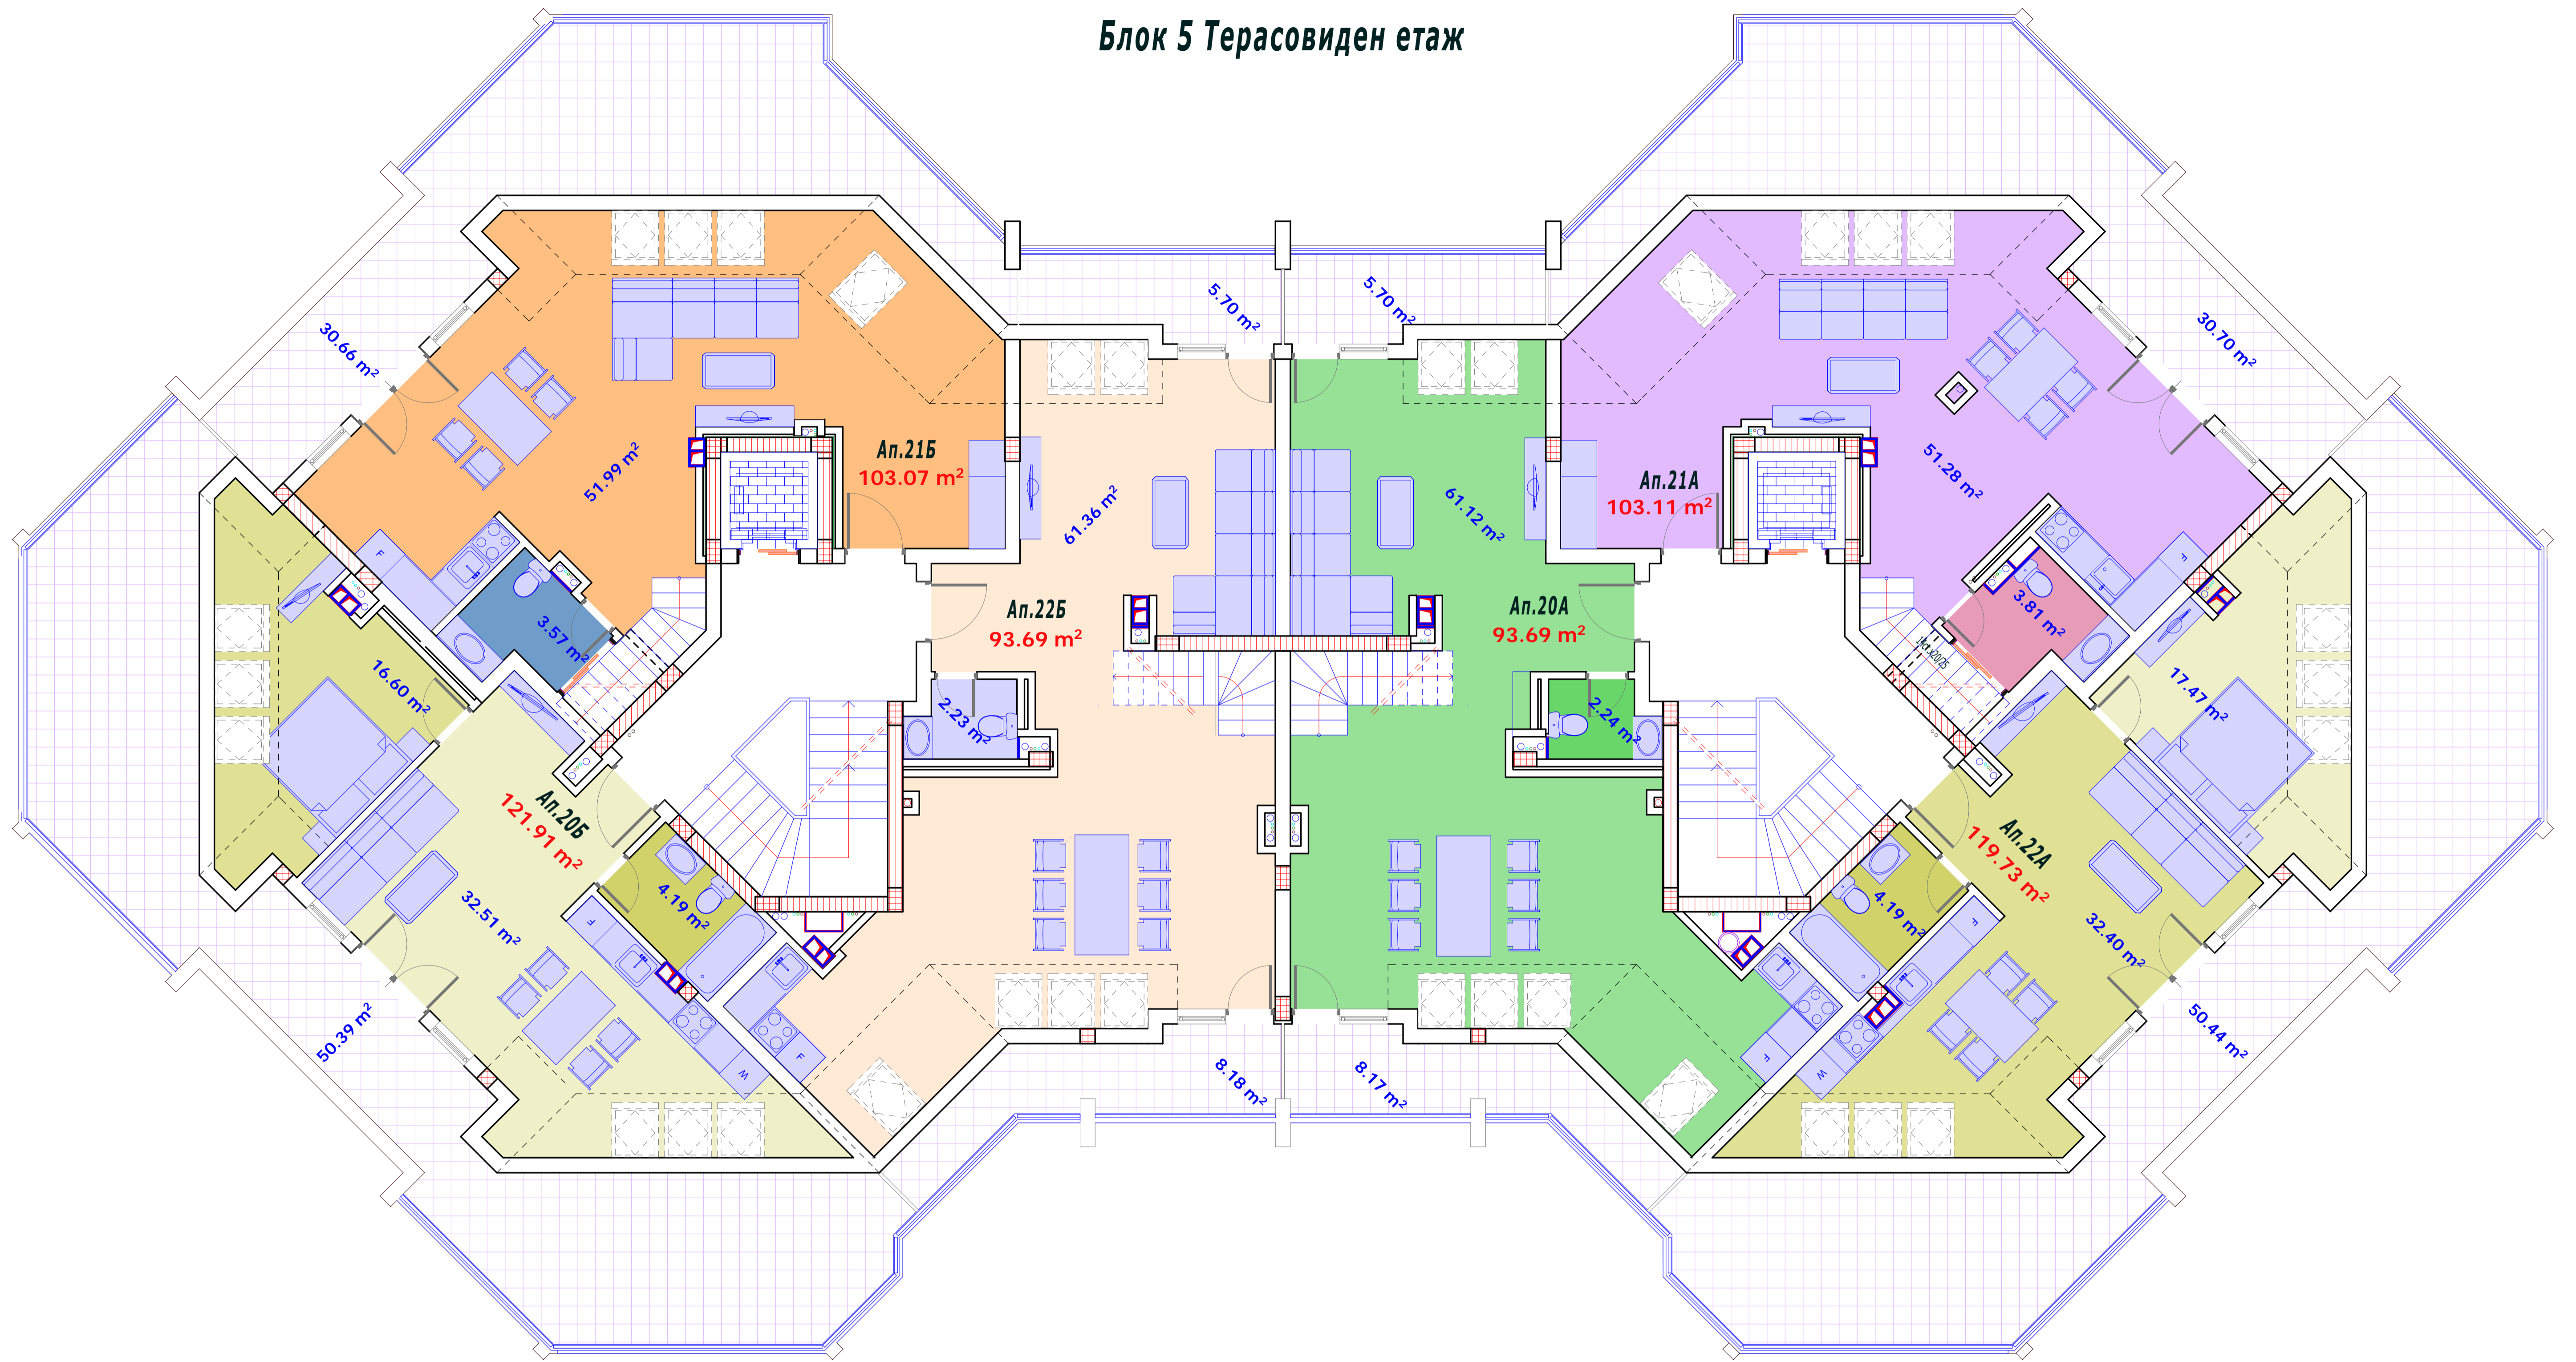 Блок 5 Терасовиден етаж
5.70 m²
5.70 m²
30.66 m²
30.70 m²
Ап.21Б
103.07 m²
51.99 m²
61.36 m²
61.12 m²
Ап.21А
103.11 m²
51.28 m²
F
F
Ап.22Б
93.69 m²
Ап.20А
93.69 m²
3.57 m²
3.81 m²
16.60 m²
17.47 m²
2.23 m²
2.24 m²
Ап.20Б
121.91 m²
Ап.22А
119.73 m²
4.19 m²
4.19 m²
32.51 m²
32.40 m²
F
F
50.39 m²
50.44 m²
F
F
W
W
8.18 m²
8.17 m²